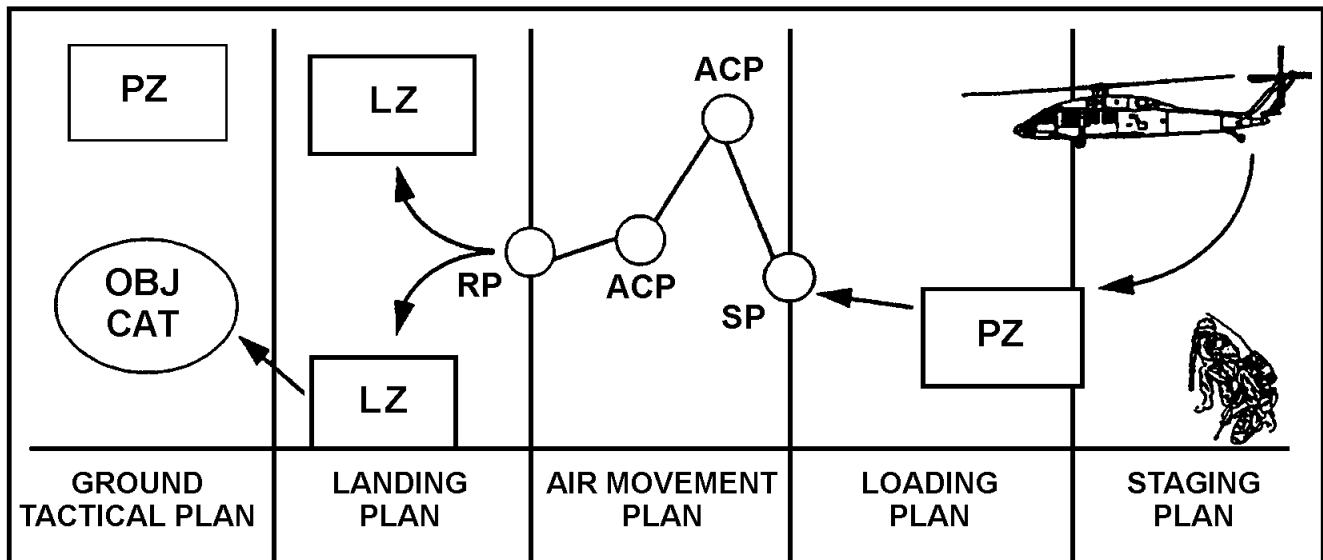 PZ
LZ
ACP
RP
ACP
SP
OBJ
CAT
PZ
LZ
GROUND
TACTICAL PLAN
LANDING
PLAN
AIR MOVEMENT
PLAN
LOADING
PLAN
STAGING
PLAN